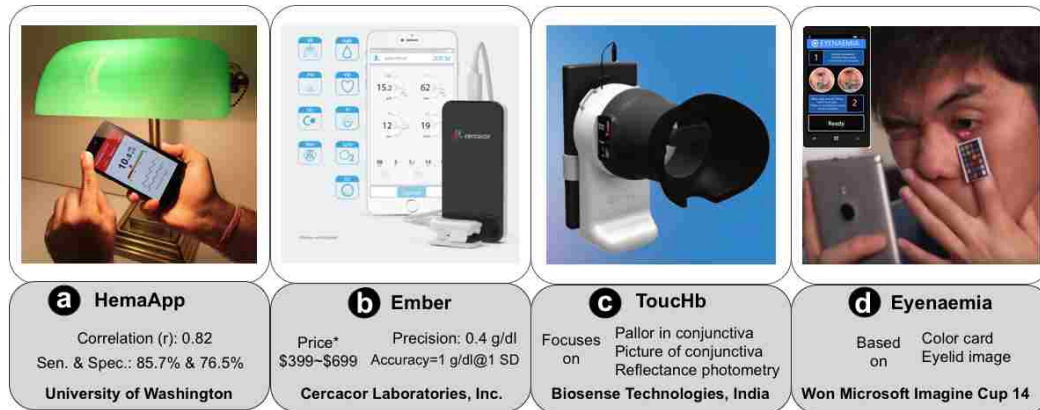 15.2
62
12
19
cercacor
EYENAEMIA
1
2
Ready
a HemaApp
Correlation (r): 0.82
Sen. & Spec.: 85.7% & 76.5%
University of Washington
b Ember
Price*
$399~$699
Precision: 0.4 g/dl
Accuracy=1 g/dl@1 SD
Cercacor Laboratories, Inc.
c ToucHb
Focuses
on
Pallor in conjunctiva
Picture of conjunctiva
Reflectance photometry
Biosense Technologies, India
d Eyenaemia
Based
on
Color card
Eyelid image
Won Microsoft Imagine Cup 14